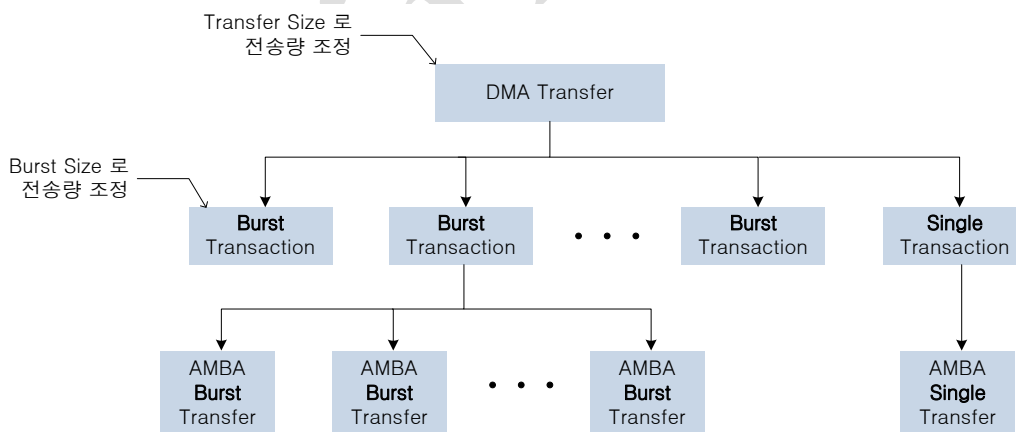 Transfer Size 로
전송량 조정
DMA Transfer
Burst Size 로
전송량 조정
Burst
Transaction
Burst
Transaction
• • •
Burst
Transaction
Single
Transaction
AMBA
Burst
Transfer
AMBA
Burst
Transfer
• • •
AMBA
Burst
Transfer
AMBA
Single
Transfer